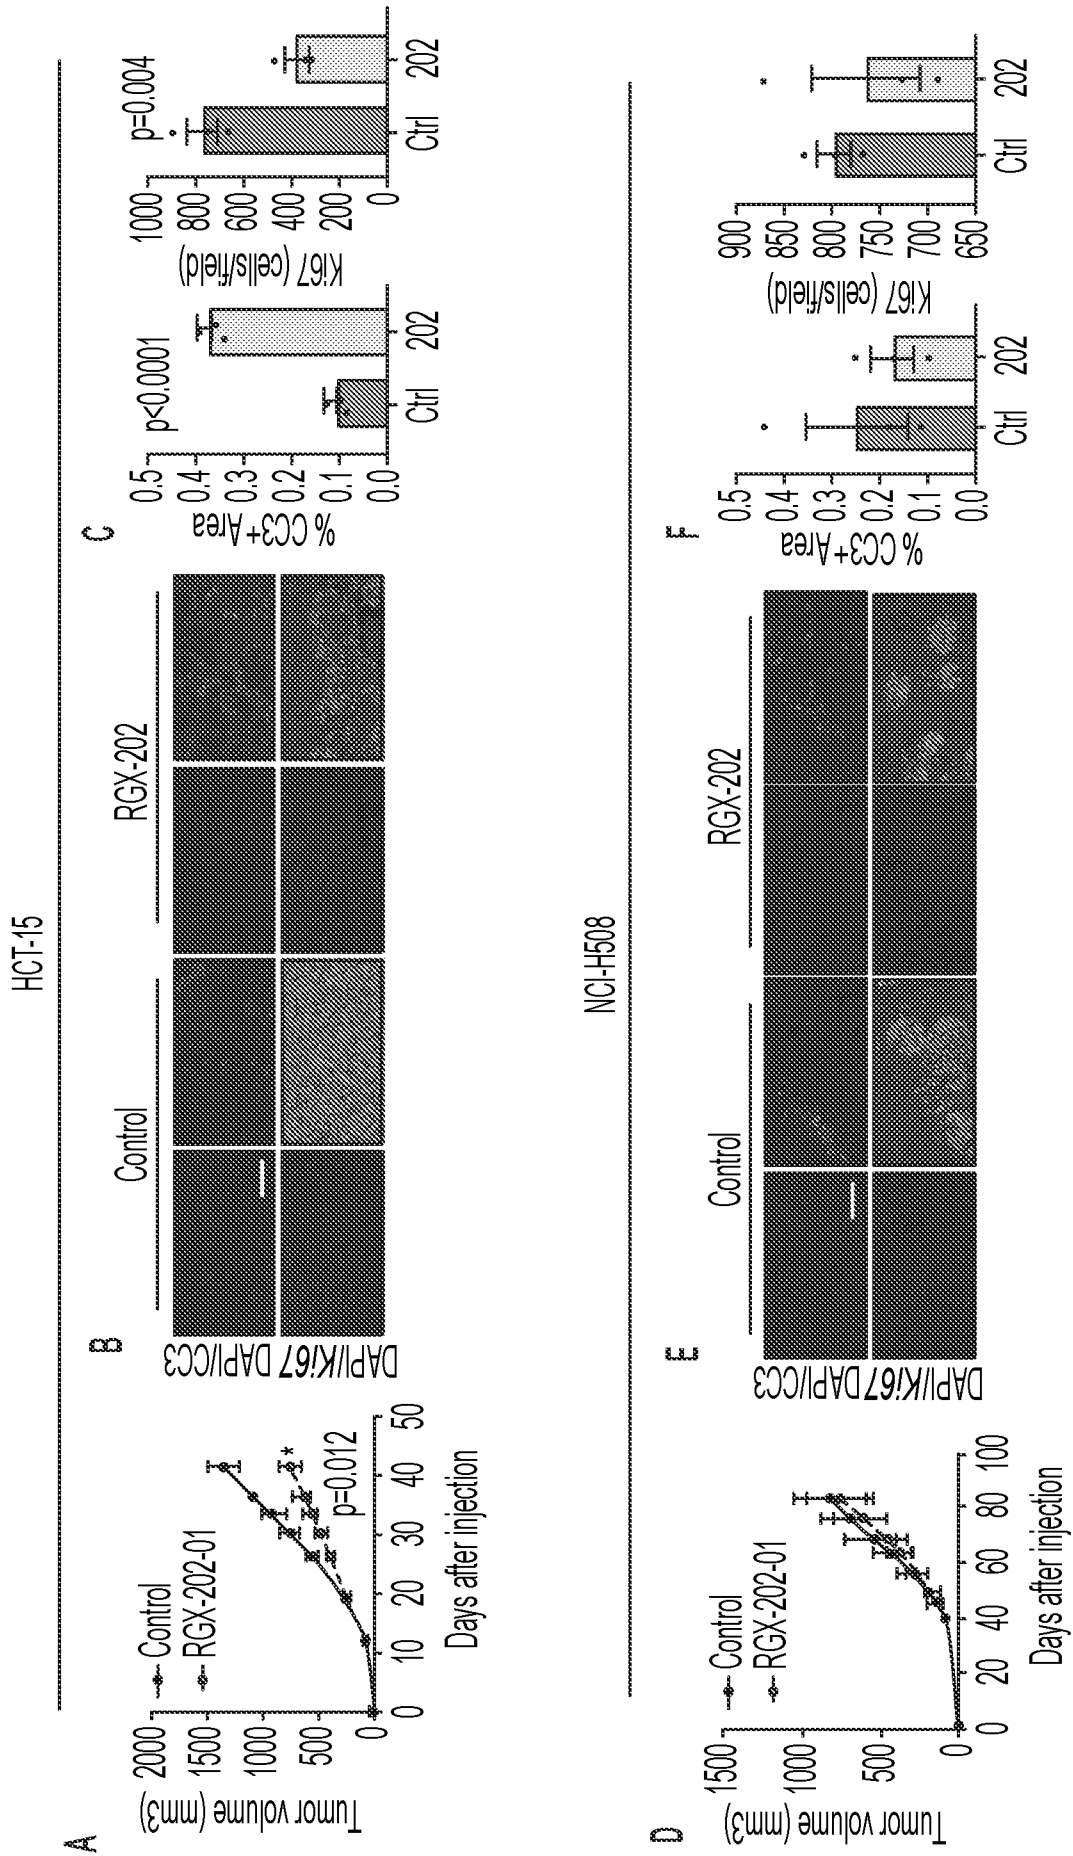 HCT-15
A
Tumor volume (mm3)
2000
1500
1000
500
0
Control
RGX-202-01
*
p=0.012
0 10 20 30 40 50
Days after injection
B
Control
RGX-202
DAPI/CC3
DAPI/Ki67
C
% CC3+ Area
0.5
0.4
0.3
0.2
0.1
0.0
p<0.0001
Ctrl 202
Ki67 (cells/field)
1000
800
600
400
200
0
p=0.004
Ctrl 202
NCI-H508
D
Tumor volume (mm3)
1500
1000
500
0
Control
RGX-202-01
0 20 40 60 80 100
Days after injection
E
Control
RGX-202
DAPI/CC3
DAPI/Ki67
F
% CC3+ Area
0.5
0.4
0.3
0.2
0.1
0.0
Ctrl 202
Ki67 (cells/field)
900
850
800
750
700
650
Ctrl 202